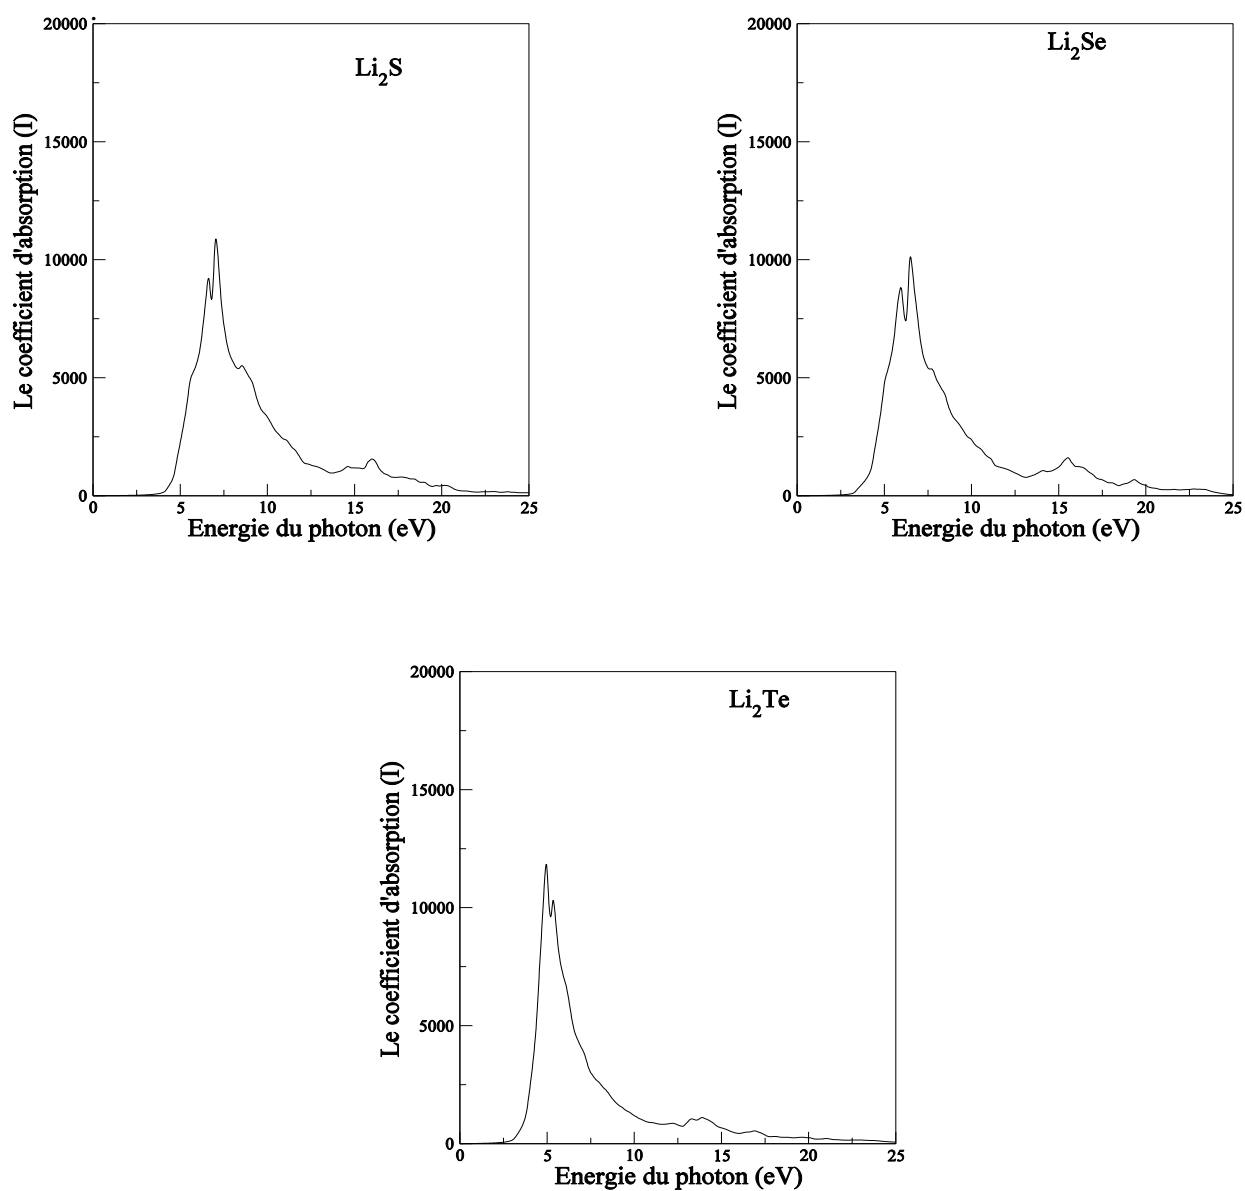 Li2S
Le coefficient d'absorption (I)
20000
15000
10000
5000
0
0 5 10 15 20 25
Energie du photon (eV)
Li2Se
Le coefficient d'absorption (I)
20000
15000
10000
5000
0
0 5 10 15 20 25
Energie du photon (eV)
Li2Te
Le coefficient d'absorption (I)
20000
15000
10000
5000
0
0 5 10 15 20 25
Energie du photon (eV)